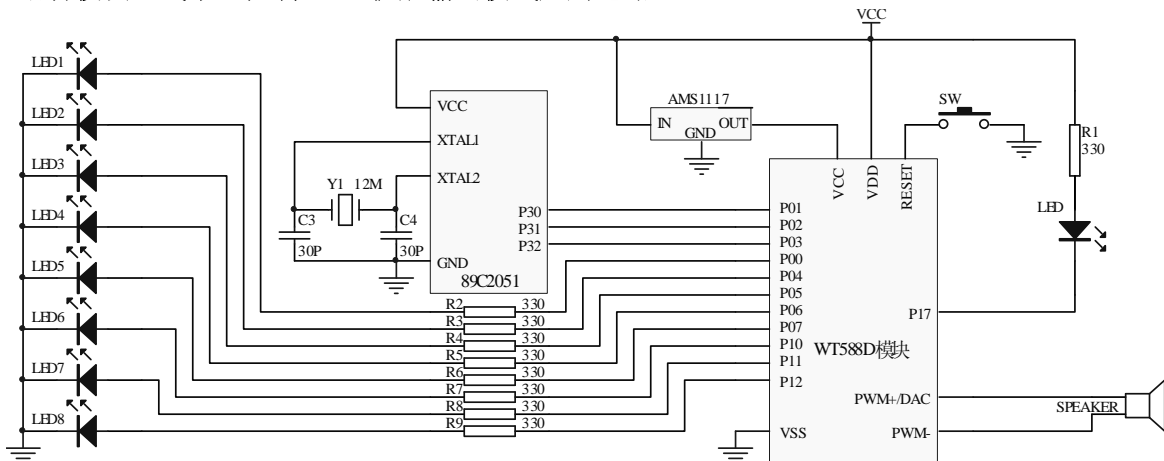 VCC
LED1
LED2
LED3
LED4
LED5
LED6
LED7
LED8
VCC
XTAL1
XTAL2
GND
P30
P31
P32
89C2051
Y1 12M
C3
30P
C4
30P
AMS1117
IN OUT
GND
SW
R1
330
LED
R2 330
R3 330
R4 330
R5 330
R6 330
R7 330
R8 330
R9 330
VCC
VDD
RESET
P01
P02
P03
P00
P04
P05
P06
P07
P10
P11
P12
VSS
P17
WT588D模块
PWM+/DAC
PWM-
SPEAKER